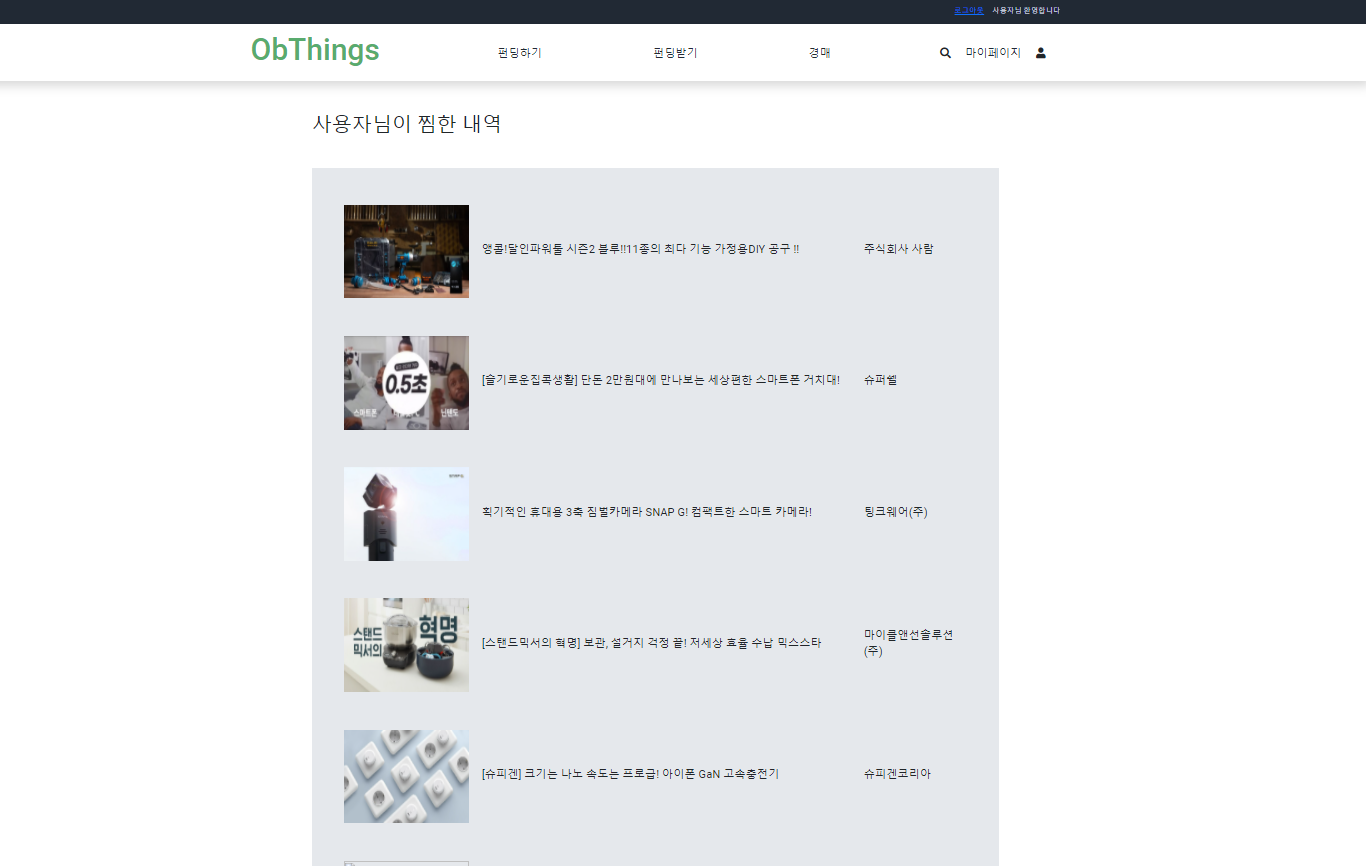 로그아웃 사용자님 환영합니다
ObThings 펀딩하기 펀딩받기 경매 마이페이지
사용자님이 찜한 내역
앵콜!달인파워툴 시즌2 블루!!11종의 최다 기능 가정용DIY 공구 !! 주식회사 사람
0.5초
스마트폰
닌텐도
[슬기로운집콕생활] 단돈 2만원대에 만나보는 세상편한 스마트폰 거치대! 슈퍼쉘
획기적인 휴대용 3축 짐벌카메라 SNAP G! 컴팩트한 스마트 카메라! 팅크웨어(주)
스탠드 혁명
믹서의
[스탠드믹서의 혁명] 보관, 설거지 걱정 끝! 저세상 효율 수납 믹스스타 마이클앤선솔루션
(주)
[슈피겐] 크기는 나노 속도는 프로급! 아이폰 GaN 고속충전기 슈피겐코리아